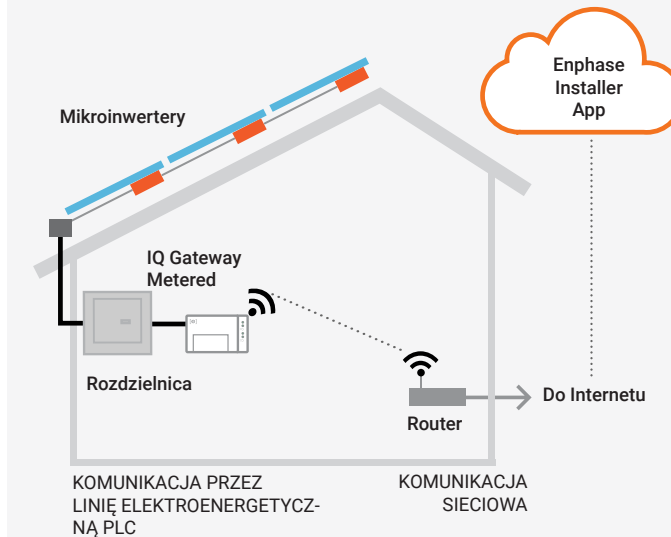 Enphase
Installer
App
Mikroinwertery
IQ Gateway
Metered
Rozdzielnica
Router
Do Internetu
KOMUNIKACJA PRZEZ
LINIĘ ELEKTROENERGETYCZ-
NĄ PLC
KOMUNIKACJA
SIECIOWA